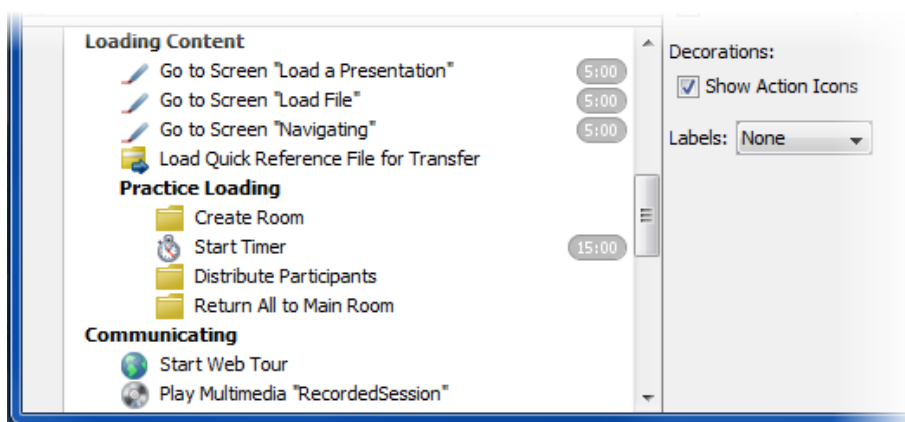 Loading Content
Go to Screen "Load a Presentation" 5:00
Go to Screen "Load File" 5:00
Go to Screen "Navigating" 5:00
Load Quick Reference File for Transfer
Practice Loading
Create Room
Start Timer 15:00
Distribute Participants
Return All to Main Room
Communicating
Start Web Tour
Play Multimedia "RecordedSession"
Decorations:
Show Action Icons
Labels: None